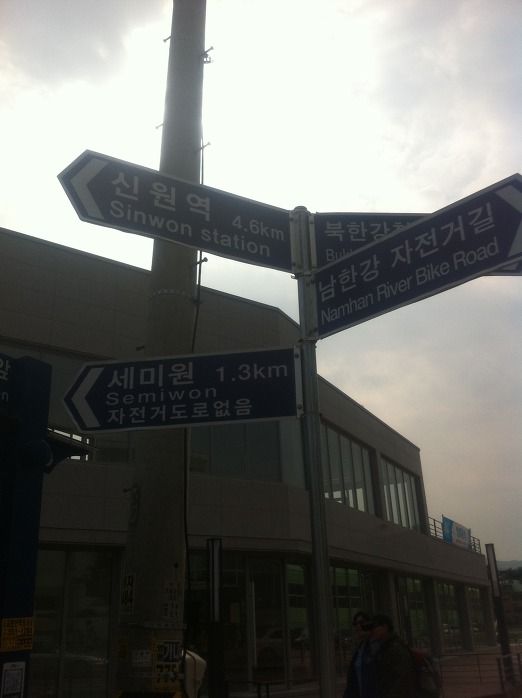 신원역 4.6km
Sinwon station
북한강
남한강 자전거길
Namhan River Bike Road
세미원 1.3km
Semiwon
자전거도로없음
앞